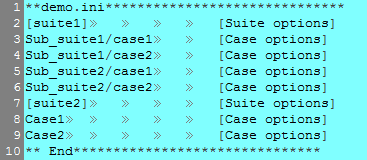 1 **demo.ini******************************
2 [suite1]» » » » [Suite options]
3 Sub_suite1/case1» » » [Case options]
4 Sub_suite1/case2» » » [Case options]
5 Sub_suite2/case1» » » [Case options]
6 Sub_suite2/case2» » » [Case options]
7 [suite2]» » » » [Suite options]
8 Case1» » » » [Case options]
9 Case2» » » » [Case options]
10 ** End*******************************